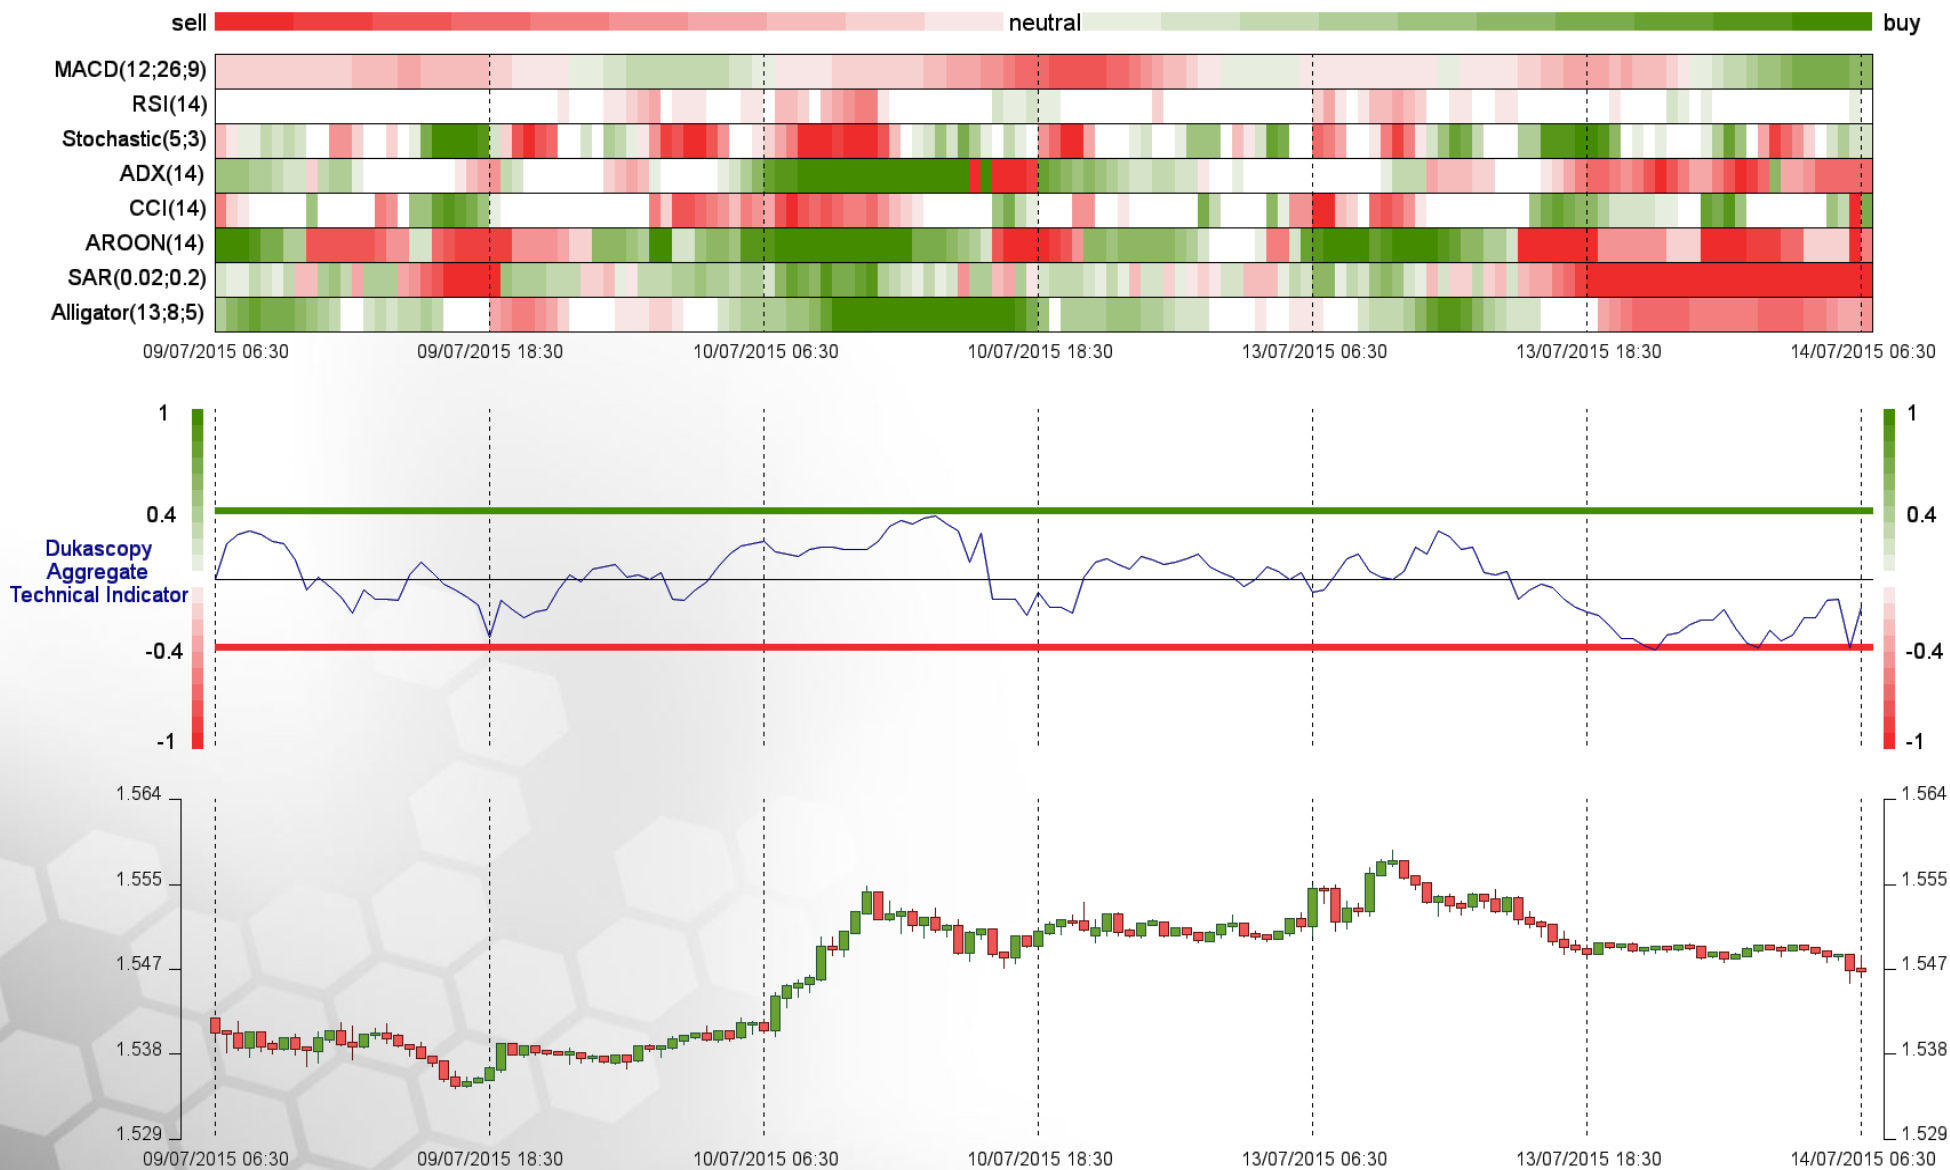 sell neutral buy
MACD(12;26;9)
RSI(14)
Stochastic(5;3)
ADX(14)
CCI(14)
AROON(14)
SAR(0.02;0.2)
Alligator(13;8;5)
09/07/2015 06:30 09/07/2015 18:30 10/07/2015 06:30 10/07/2015 18:30 13/07/2015 06:30 13/07/2015 18:30 14/07/2015 06:30
1 1
0.4 0.4
Dukascopy
Aggregate
Technical Indicator
-0.4 -0.4
-1 -1
1.564 1.564
1.555 1.555
1.547 1.547
1.538 1.538
1.529 1.529
09/07/2015 06:30 09/07/2015 18:30 10/07/2015 06:30 10/07/2015 18:30 13/07/2015 06:30 13/07/2015 18:30 14/07/2015 06:30